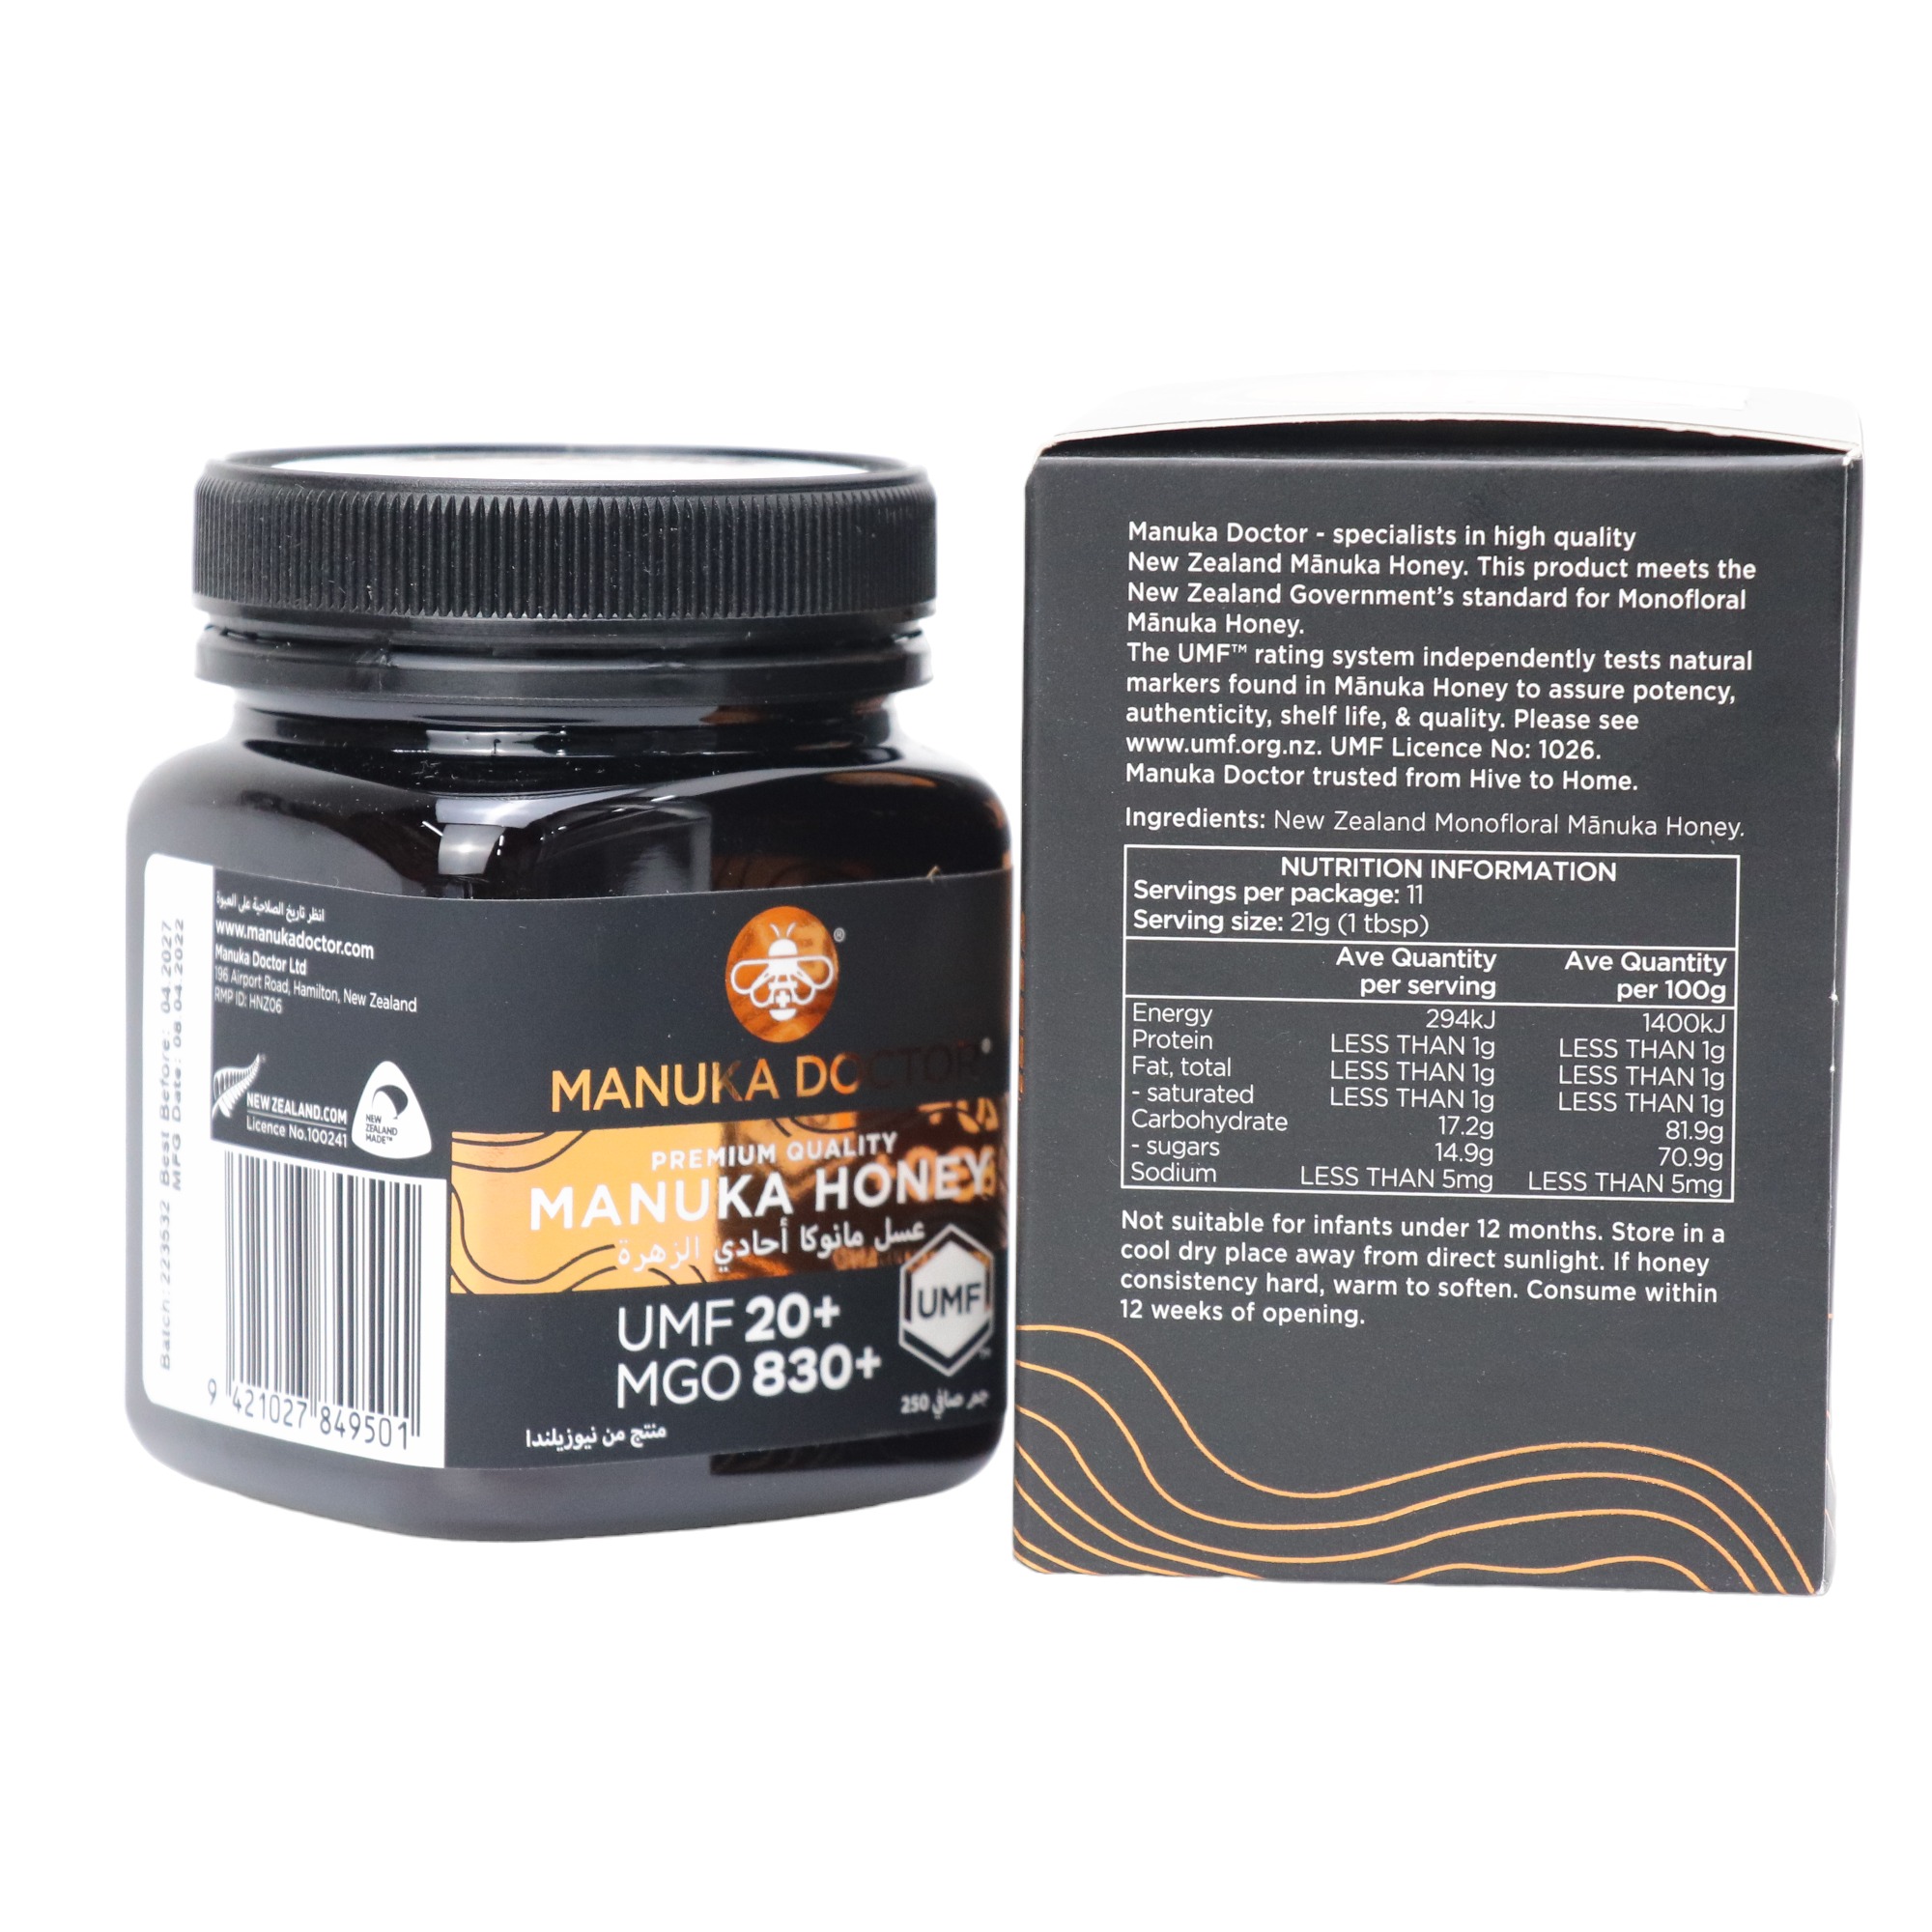 Batch:223532 Best Before: 04.2027
MFG Date: 08 04.2022
انظر تاريخ الصلاحية على العبوة
www.manukadoctor.com
Manuka Doctor Ltd
196 Airport Road, Hamilton, New Zealand
RMP ID: HNZ06
NEWZEALAND.COM
Licence No.100241
NEW
ZEALAND
MADE™
9 421027 849501
®
MANUKA DOCTOR®
PREMIUM QUALITY
MANUKA HONEY
عسل مانوكا أحادي الزهرة
UMF 20+
MGO 830+
UMF
250 جم صافي
منتج من نيوزيلندا
Manuka Doctor - specialists in high quality
New Zealand Mānuka Honey. This product meets the
New Zealand Government's standard for Monofloral
Mānuka Honey.
The UMF™ rating system independently tests natural
markers found in Mānuka Honey to assure potency,
authenticity, shelf life, & quality. Please see
www.umf.org.nz. UMF Licence No: 1026.
Manuka Doctor trusted from Hive to Home.
Ingredients: New Zealand Monofloral Mānuka Honey.
NUTRITION INFORMATION
Servings per package: 11
Serving size: 21g (1 tbsp)
Ave Quantity per serving Ave Quantity per 100g
Energy 294kJ 1400kJ
Protein LESS THAN 1g LESS THAN 1g
Fat, total LESS THAN 1g LESS THAN 1g
- saturated LESS THAN 1g LESS THAN 1g
Carbohydrate 17.2g 81.9g
- sugars 14.9g 70.9g
Sodium LESS THAN 5mg LESS THAN 5mg
Not suitable for infants under 12 months. Store in a
cool dry place away from direct sunlight. If honey
consistency hard, warm to soften. Consume within
12 weeks of opening.